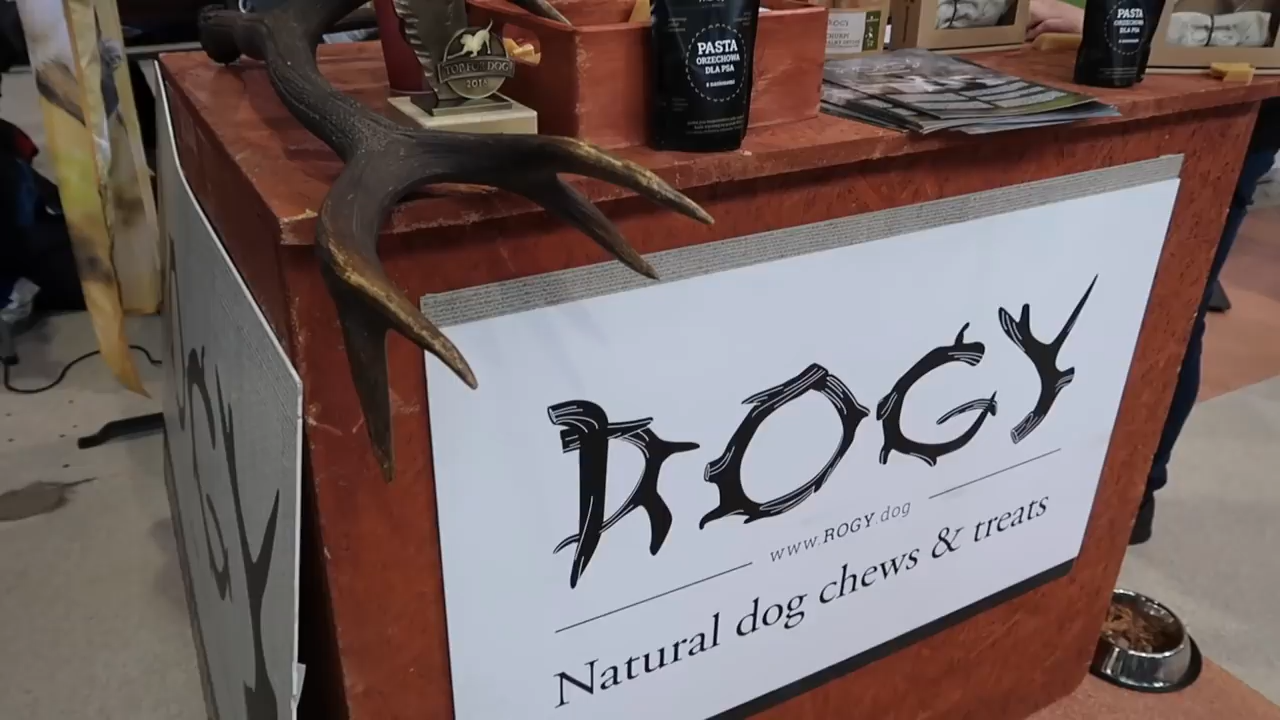 TOP FOR DOG
2018
PASTA
ORZECHOWA
DLA PSA
PASTA
ORZECHOWA
DLA PSA
ROGY
www.ROGY.dog
Natural dog chews & treats